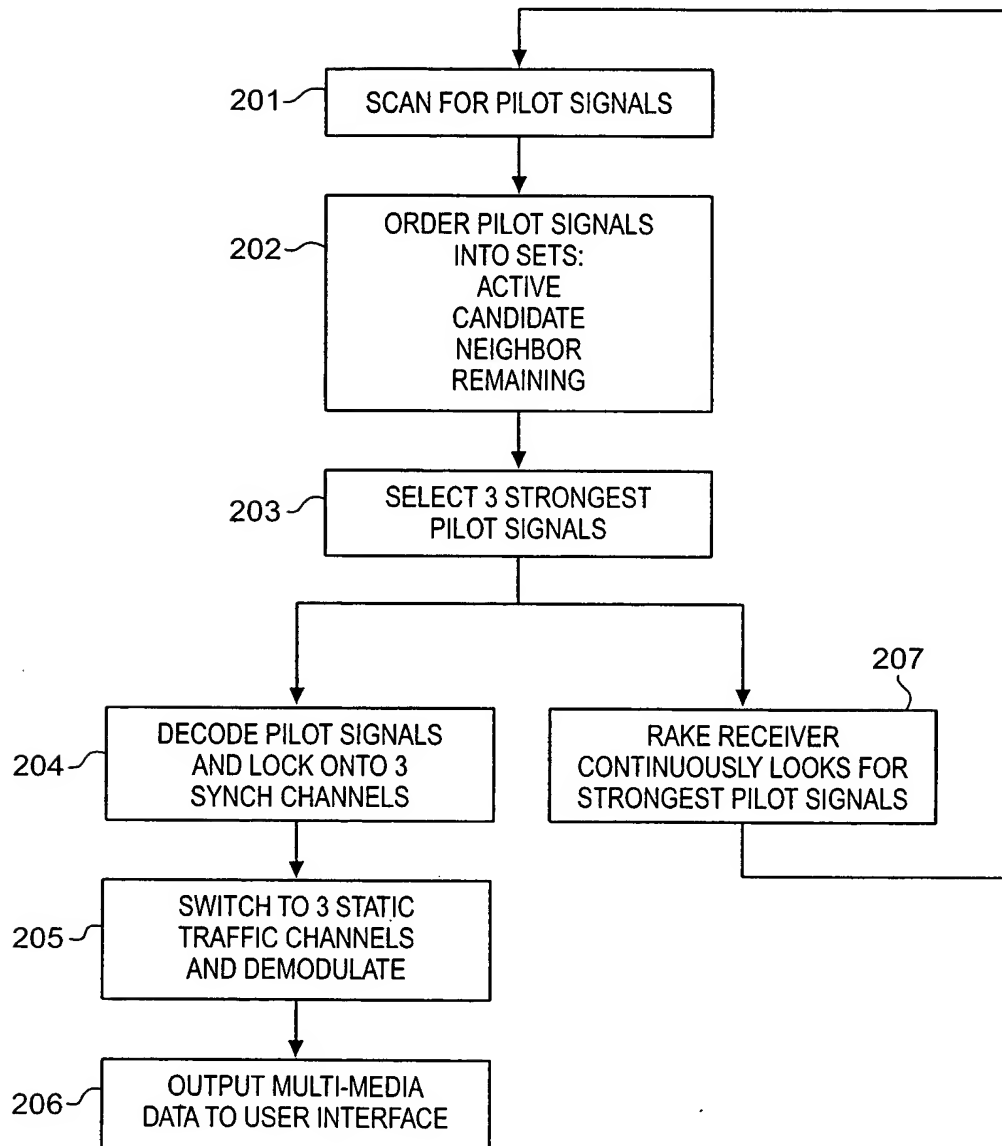 201
SCAN FOR PILOT SIGNALS
202
ORDER PILOT SIGNALS
INTO SETS:
ACTIVE
CANDIDATE
NEIGHBOR
REMAINING
203
SELECT 3 STRONGEST
PILOT SIGNALS
204
DECODE PILOT SIGNALS
AND LOCK ONTO 3
SYNCH CHANNELS
207
RAKE RECEIVER
CONTINUOUSLY LOOKS FOR
STRONGEST PILOT SIGNALS
205
SWITCH TO 3 STATIC
TRAFFIC CHANNELS
AND DEMODULATE
206
OUTPUT MULTI-MEDIA
DATA TO USER INTERFACE